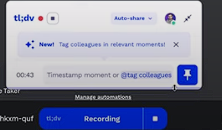 tl;dv
Auto-share
New! Tag colleagues in relevant moments!
00:43
Timestamp moment or @tag colleagues
Taker
Manage automations
hkxm-quf
tl;dv
Recording